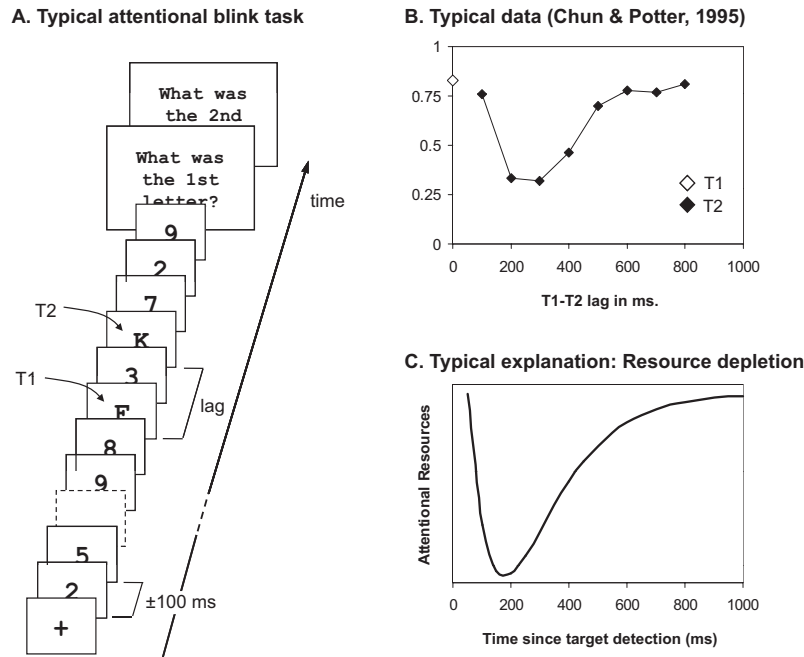 A. Typical attentional blink task
What was
the 2nd
What was
the 1st
letter?
time
9
2
7
T2
K
3
T1
F
lag
8
9
5
2
±100 ms
+
B. Typical data (Chun & Potter, 1995)
1
0.75
0.5
0.25
0
T1
T2
0 200 400 600 800 1000
T1-T2 lag in ms.
C. Typical explanation: Resource depletion
Attentional Resources
0 200 400 600 800 1000
Time since target detection (ms)